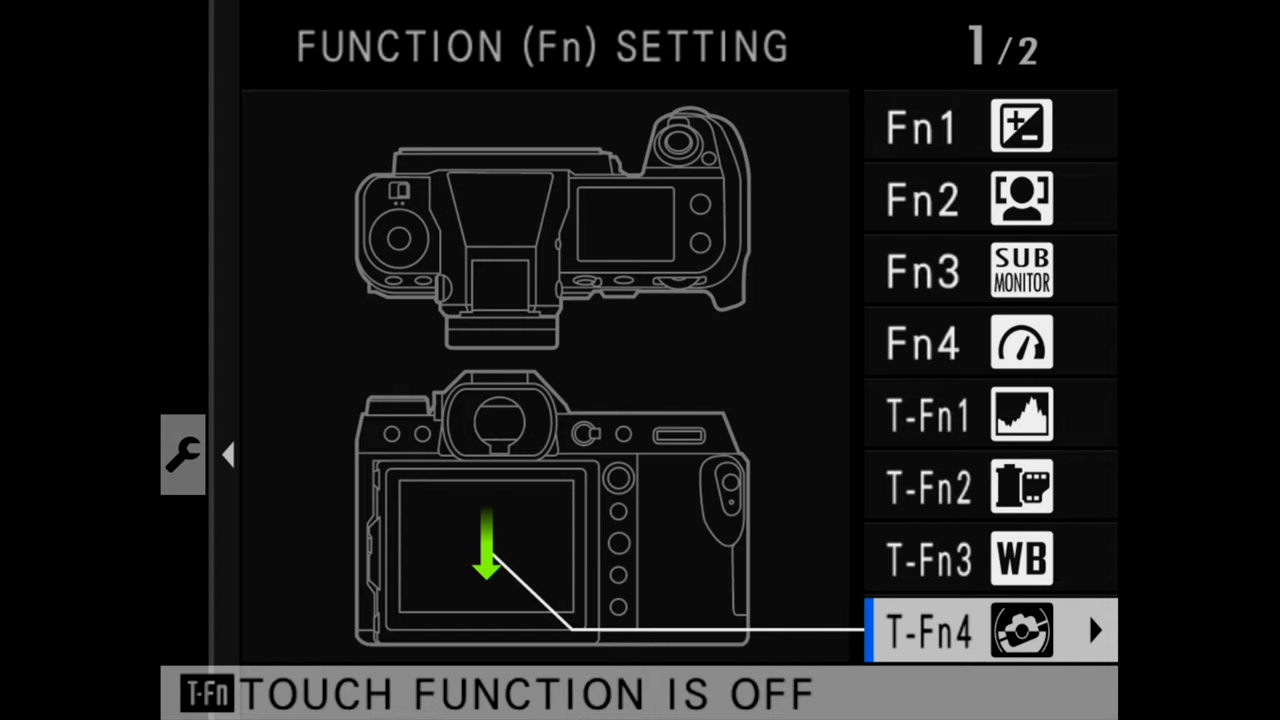 FUNCTION (Fn) SETTING 1/2
Fn1
Fn2
Fn3 SUB MONITOR
Fn4
T-Fn1
T-Fn2
T-Fn3 WB
T-Fn4
T-Fn TOUCH FUNCTION IS OFF